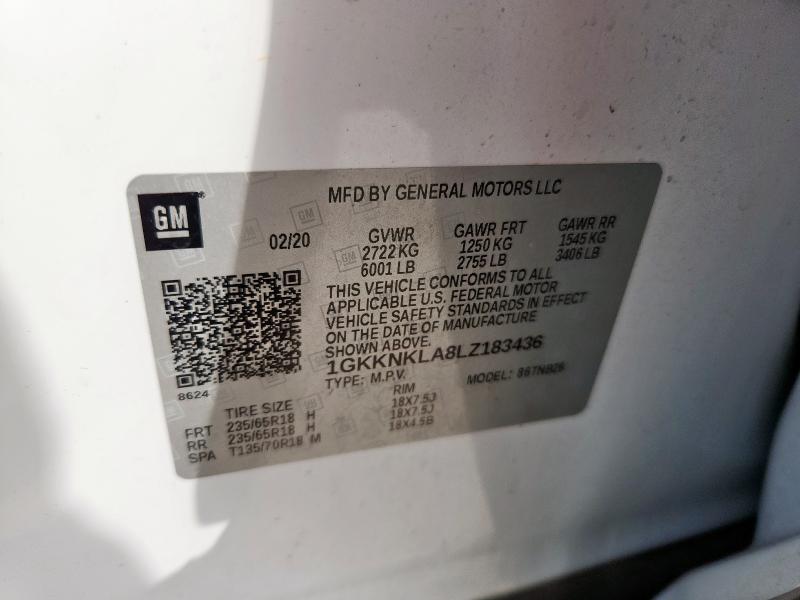 GM
MFD BY GENERAL MOTORS LLC
02/20
GVWR GAWR FRT GAWR RR
2722 KG 1250 KG 1545 KG
6001 LB 2755 LB 3406 LB
THIS VEHICLE CONFORMS TO ALL
APPLICABLE U.S. FEDERAL MOTOR
VEHICLE SAFETY STANDARDS IN EFFECT
ON THE DATE OF MANUFACTURE
SHOWN ABOVE.
1GKKNKLA8LZ183436
8624
TYPE: M.P.V. MODEL:
TIRE SIZE RIM
FRT 235/65R18 H 18X7.5J
RR 235/65R18 H 18X7.5J
SPA T135/70R18 M 18X4.5B